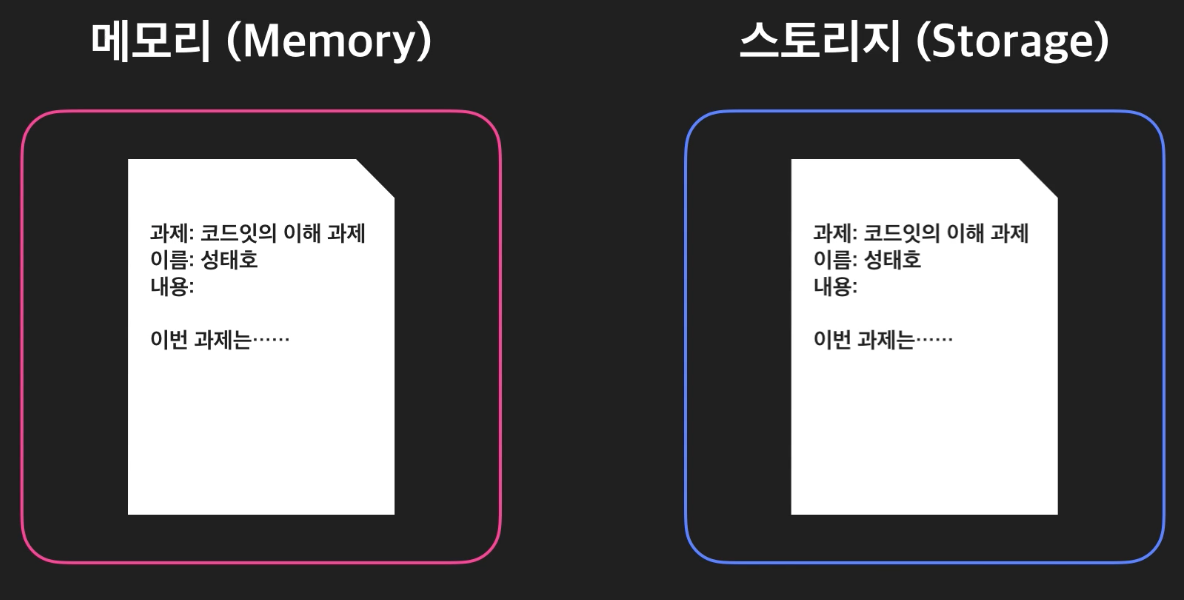 메모리 (Memory)
과제: 코드잇의 이해 과제
이름: 성태호
내용:
이번 과제는⋯⋯
스토리지 (Storage)
과제: 코드잇의 이해 과제
이름: 성태호
내용:
이번 과제는⋯⋯